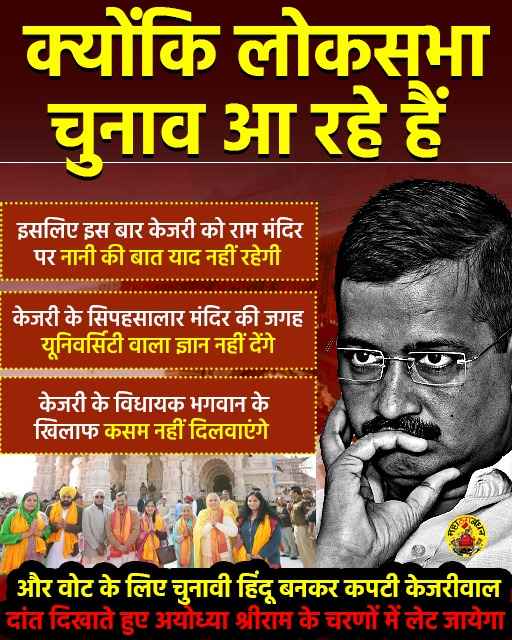 क्योंकि लोकसभा
चुनाव आ रहे हैं
इसलिए इस बार केजरी को राम मंदिर
पर नानी की बात याद नहीं रहेगी
केजरी के सिपहसालार मंदिर की जगह
यूनिवर्सिटी वाला ज्ञान नहीं देंगे
केजरी के विधायक भगवान के
खिलाफ कसम नहीं दिलवाएंगे
और वोट के लिए चुनावी हिंदू बनकर कपटी केजरीवाल
दांत दिखाते हुए अयोध्या श्रीराम के चरणों में लेट जायेगा